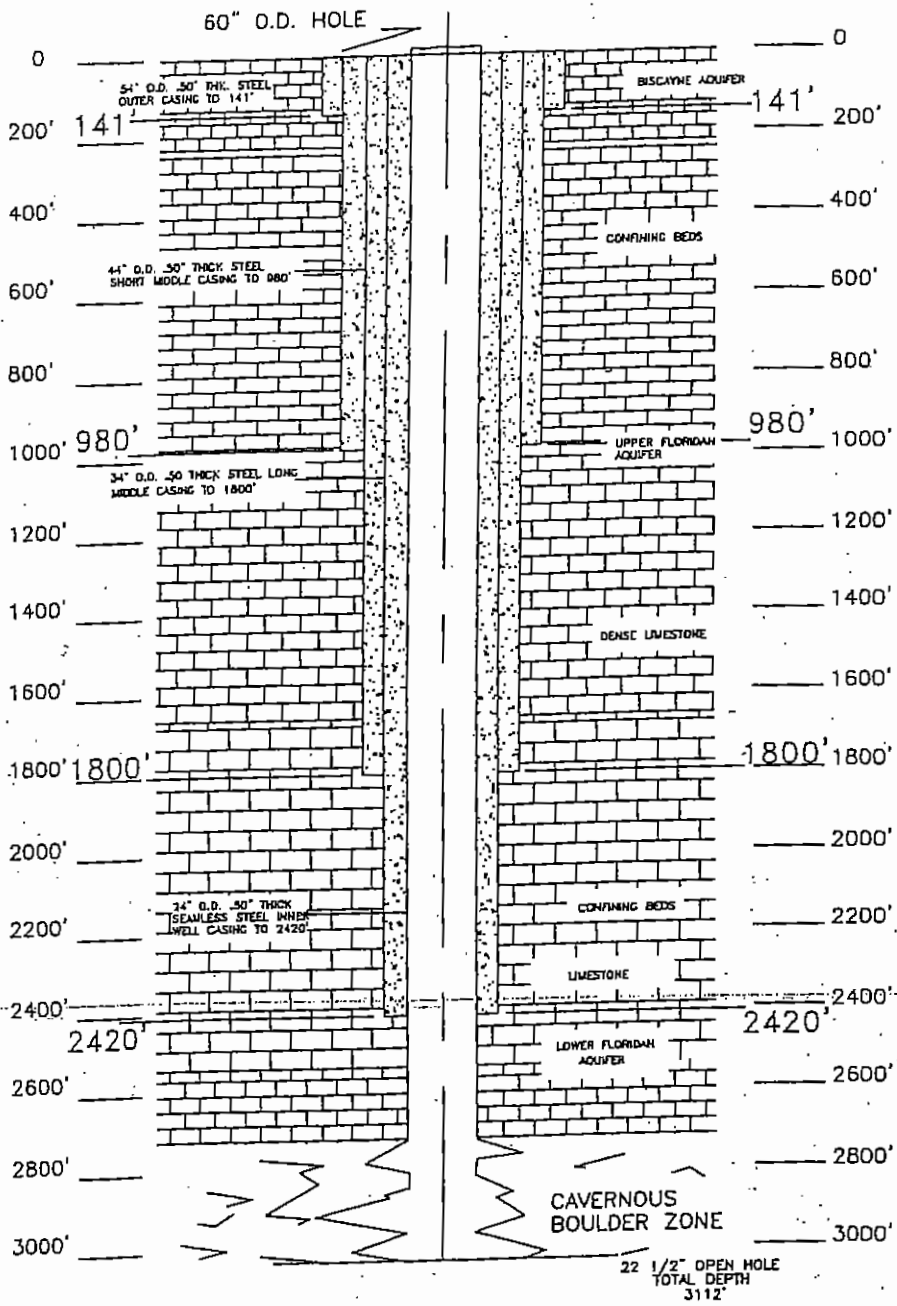 60" O.D. HOLE
0
0
54" O.D. .50" THK. STEEL
OUTER CASING TO 141'
BISCAYNE AQUIFER
141'
141'
200'
200'
400'
400'
CONFINING BEDS
44" O.D. .50" THICK STEEL
SHORT MIDDLE CASING TO 980'
600'
600'
800'
800'
980'
980'
1000'
1000'
UPPER FLORIDAN
AQUIFER
34" O.D. .50 THICK STEEL LONG
MIDDLE CASING TO 1800'
1200'
1200'
1400'
1400'
DENSE LIMESTONE
1600'
1600'
1800'
1800'
1800'
1800'
2000'
2000'
24" O.D. .50" THICK
SEAMLESS STEEL INNER
WELL CASING TO 2420'
CONFINING BEDS
2200'
2200'
LIMESTONE
2400'
2400'
2420'
2420'
LOWER FLORIDAN
AQUIFER
2600'
2600'
2800'
2800'
CAVERNOUS
BOULDER ZONE
3000'
3000'
22 1/2" OPEN HOLE
TOTAL DEPTH
3112'